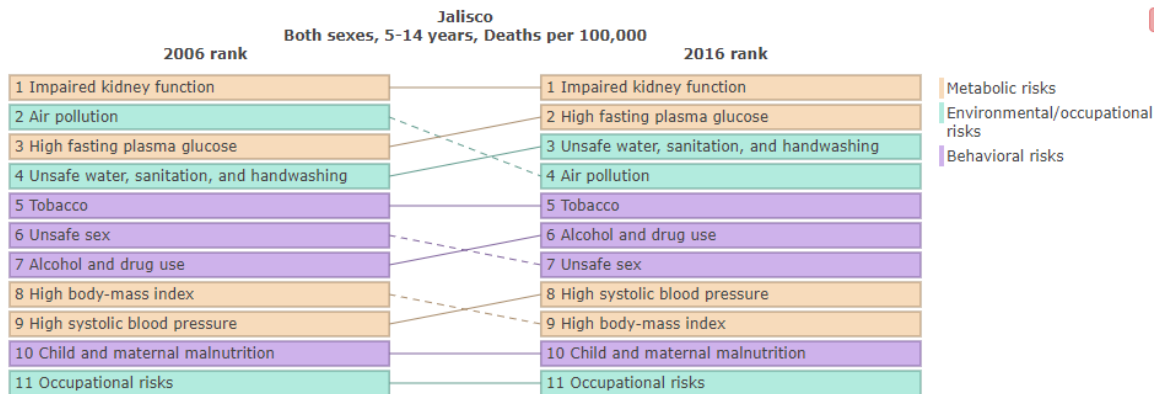 Jalisco
Both sexes, 5-14 years, Deaths per 100,000
2006 rank
2016 rank
1 Impaired kidney function
2 Air pollution
3 High fasting plasma glucose
4 Unsafe water, sanitation, and handwashing
5 Tobacco
6 Unsafe sex
7 Alcohol and drug use
8 High body-mass index
9 High systolic blood pressure
10 Child and maternal malnutrition
11 Occupational risks
1 Impaired kidney function
2 High fasting plasma glucose
3 Unsafe water, sanitation, and handwashing
4 Air pollution
5 Tobacco
6 Alcohol and drug use
7 Unsafe sex
8 High systolic blood pressure
9 High body-mass index
10 Child and maternal malnutrition
11 Occupational risks
Metabolic risks
Environmental/occupational
risks
Behavioral risks